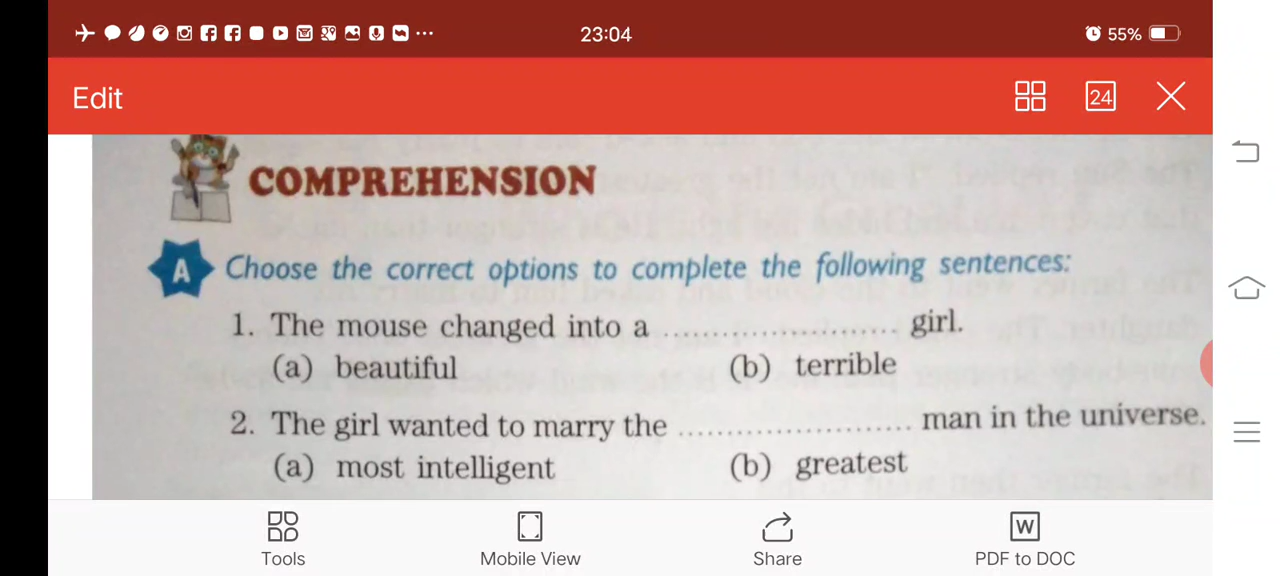 23:04
55%
Edit
24
COMPREHENSION
A Choose the correct options to complete the following sentences:
1. The mouse changed into a .............................. girl.
(a) beautiful (b) terrible
2. The girl wanted to marry the .............................. man in the universe.
(a) most intelligent (b) greatest
Tools Mobile View Share W PDF to DOC